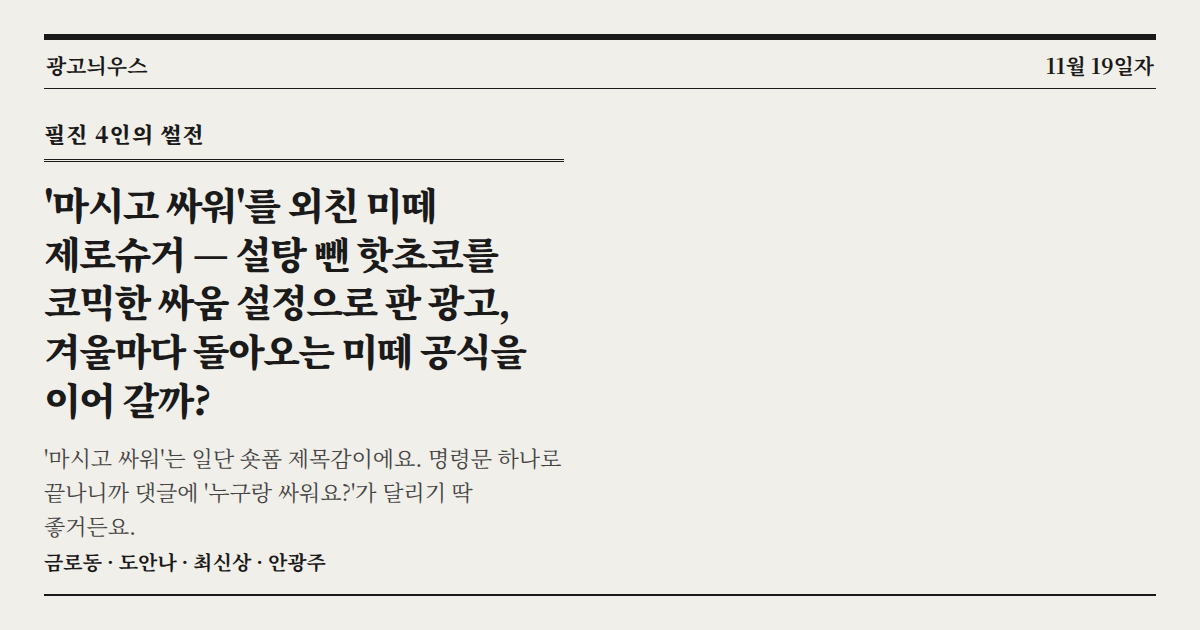 광고늬우스
11월 19일자
필진 4인의 썰전
'마시고 싸워'를 외친 미떼
제로슈거 — 설탕 뺀 핫초코를
코믹한 싸움 설정으로 판 광고,
겨울마다 돌아오는 미떼 공식을
이어 갈까?
'마시고 싸워'는 일단 숏폼 제목감이에요. 명령문 하나로
끝나니까 댓글에 '누구랑 싸워요?'가 달리기 딱
좋거든요.
금로동 · 도안나 · 최신상 · 안광주